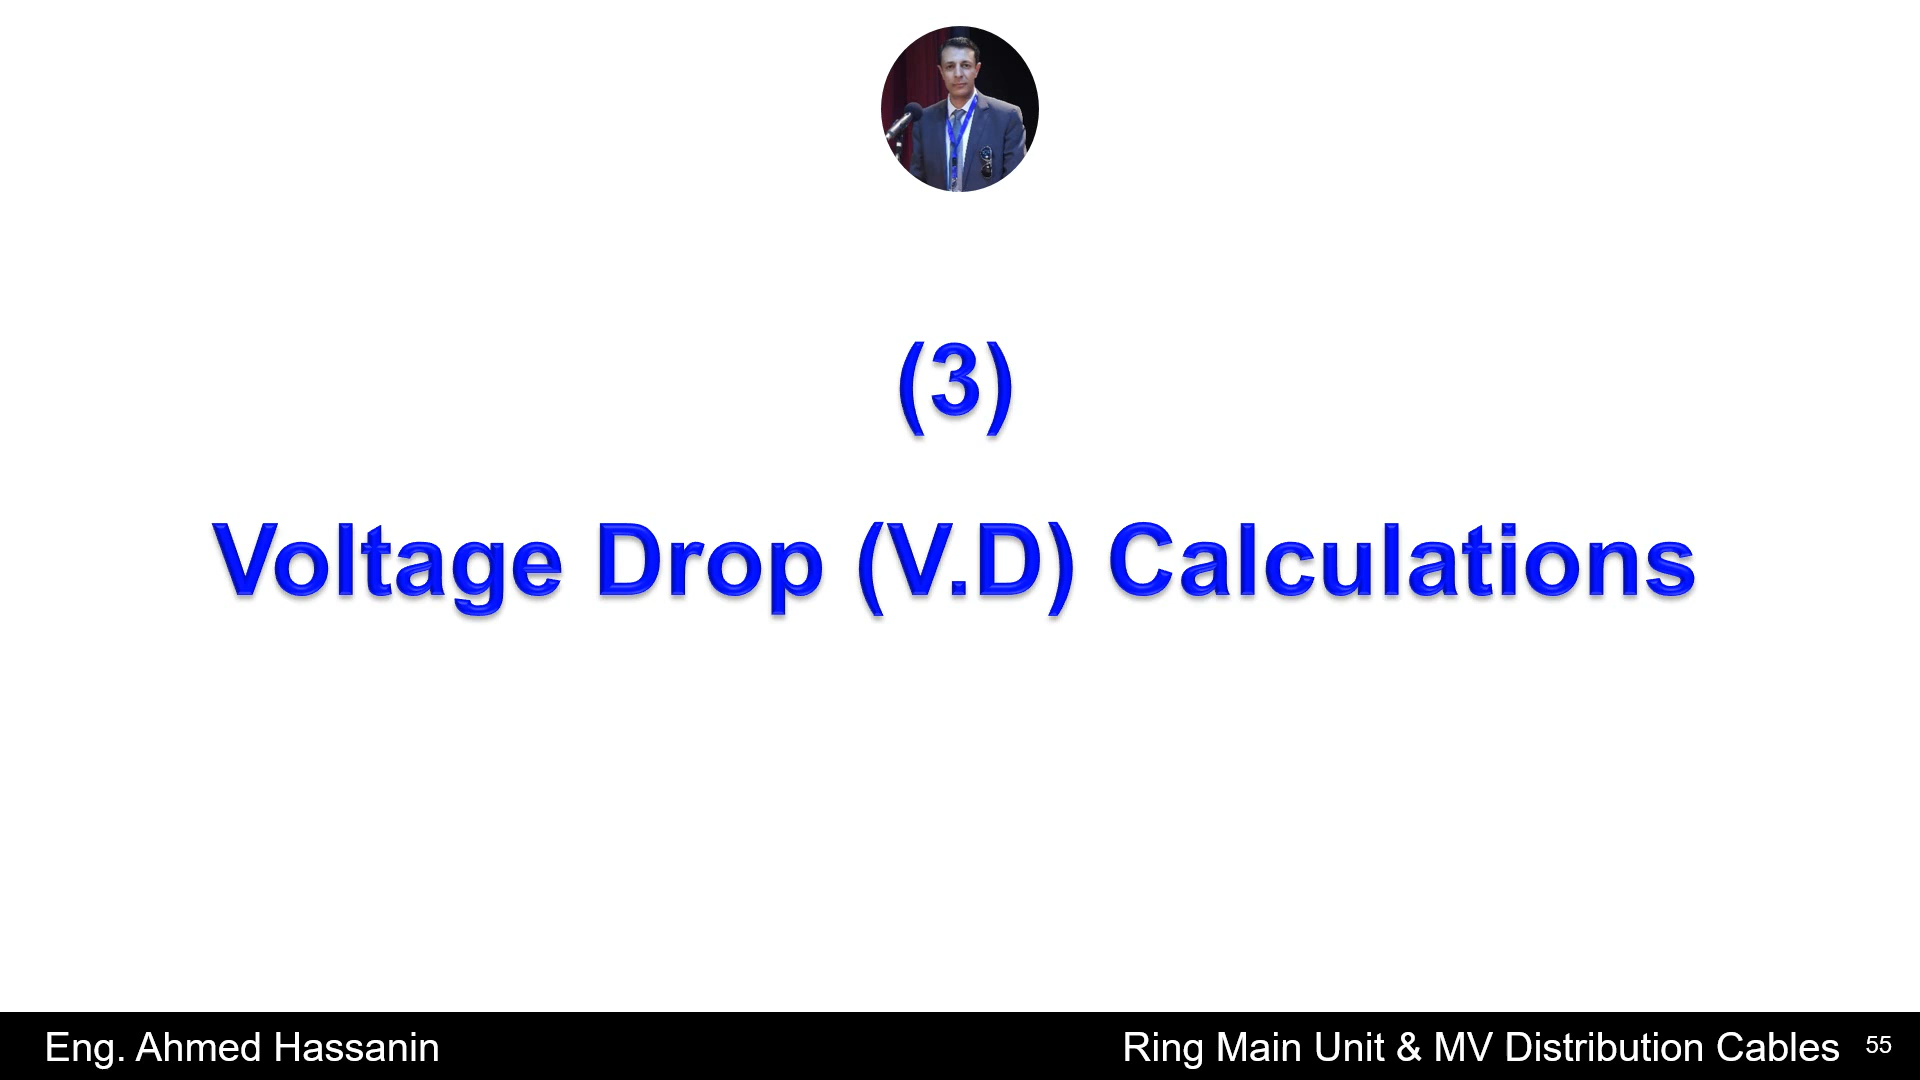 (3)
Voltage Drop (V.D) Calculations
Eng. Ahmed Hassanin
Ring Main Unit & MV Distribution Cables
55